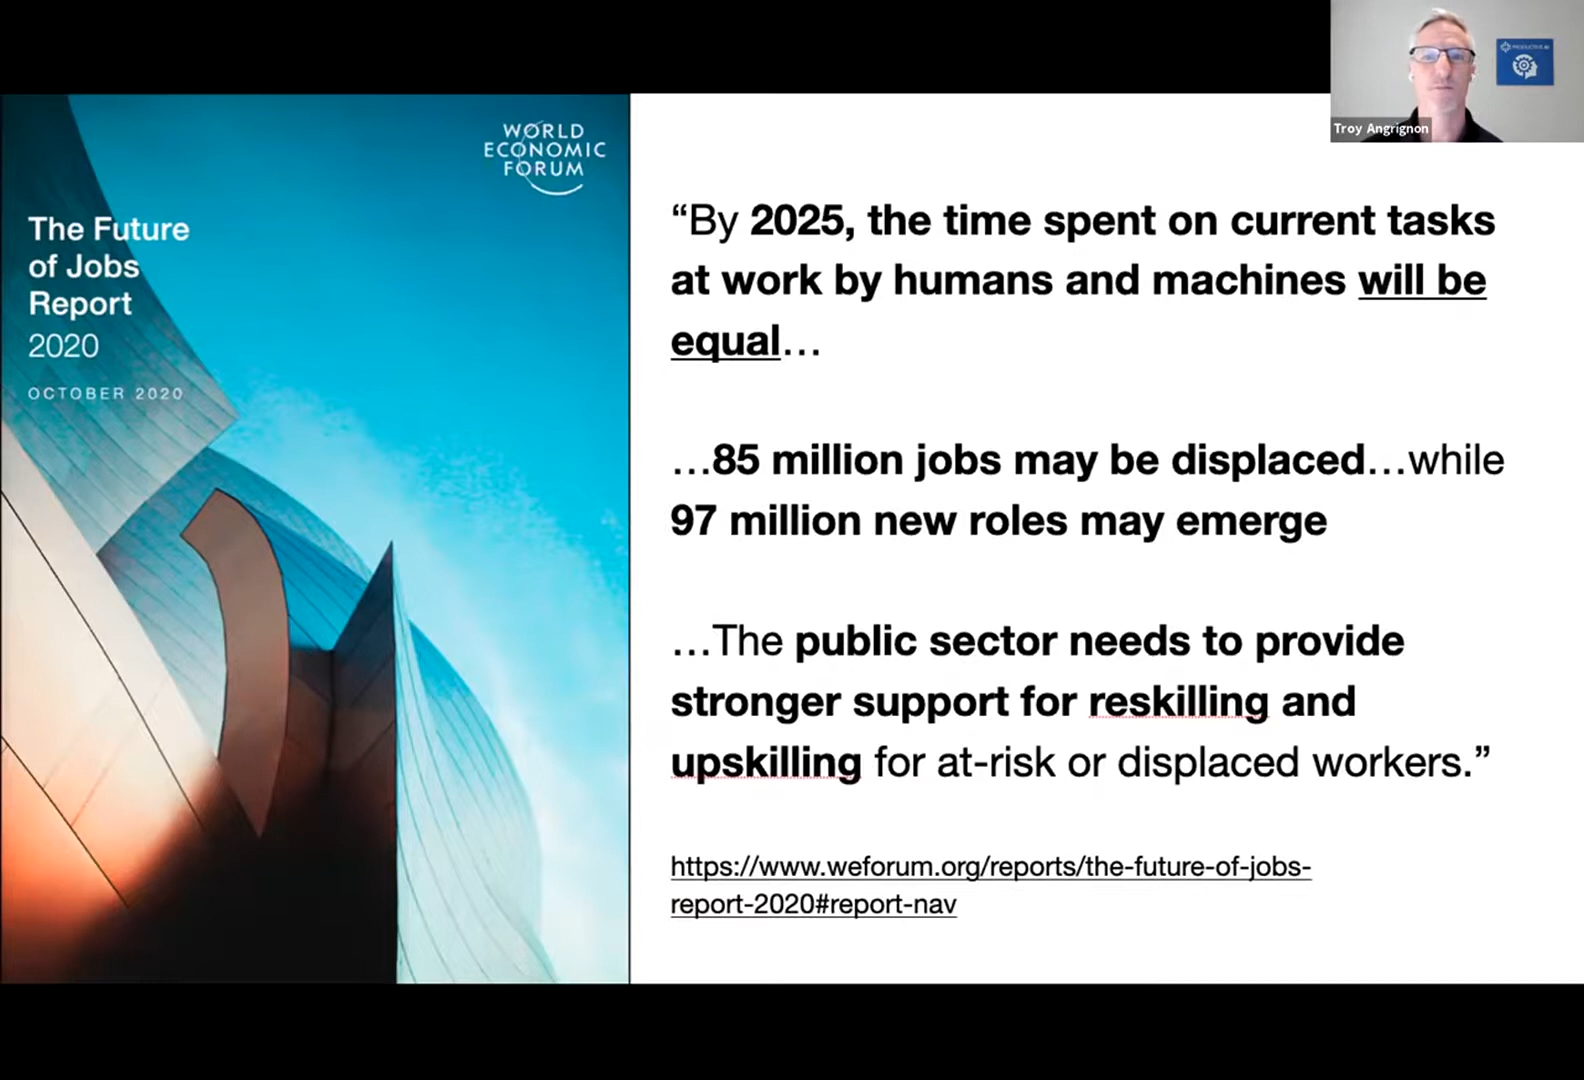 WORLD
ECONOMIC
FORUM
The Future
of Jobs
Report
2020
OCTOBER 2020
“By 2025, the time spent on current tasks
at work by humans and machines will be
equal…
…85 million jobs may be displaced…while
97 million new roles may emerge
…The public sector needs to provide
stronger support for reskilling and
upskilling for at-risk or displaced workers.”
https://www.weforum.org/reports/the-future-of-jobs-
report-2020#report-nav
PRODUCTIVE AI
Troy Angrignon